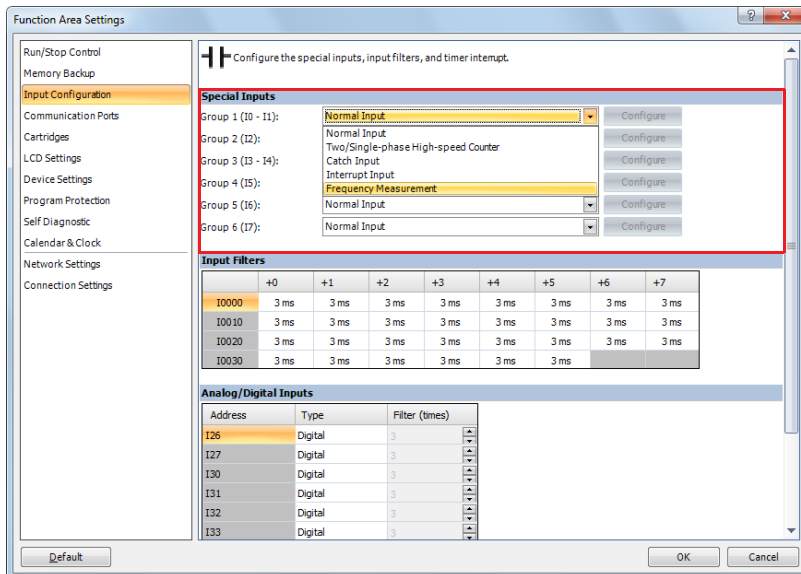 Function Area Settings
Run/Stop Control
Memory Backup
Input Configuration
Communication Ports
Cartridges
LCD Settings
Device Settings
Program Protection
Self Diagnostic
Calendar & Clock
Network Settings
Connection Settings
Configure the special inputs, input filters, and timer interrupt.
Special Inputs
Group 1 (I0 - I1): Normal Input Configure
Group 2 (I2): Configure
Group 3 (I3 - I4): Configure
Group 4 (I5): Configure
Normal Input
Two/Single-phase High-speed Counter
Catch Input
Interrupt Input
Frequency Measurement
Group 5 (I6): Normal Input Configure
Group 6 (I7): Normal Input Configure
Input Filters
+0 +1 +2 +3 +4 +5 +6 +7
I0000 3 ms 3 ms 3 ms 3 ms 3 ms 3 ms 3 ms 3 ms
I0010 3 ms 3 ms 3 ms 3 ms 3 ms 3 ms 3 ms 3 ms
I0020 3 ms 3 ms 3 ms 3 ms 3 ms 3 ms 3 ms 3 ms
I0030 3 ms 3 ms 3 ms 3 ms 3 ms 3 ms
Analog/Digital Inputs
Address Type Filter (times)
I26 Digital 3
I27 Digital 3
I30 Digital 3
I31 Digital 3
I32 Digital 3
I33 Digital 3
Default OK Cancel